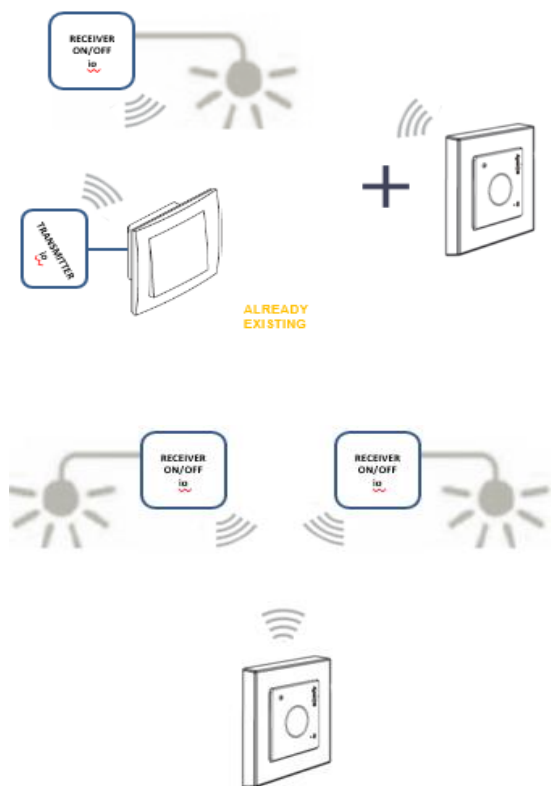 RECEIVER
ON/OFF
io
TRANSMITTER
io
ALREADY
EXISTING
RECEIVER
ON/OFF
io
RECEIVER
ON/OFF
io